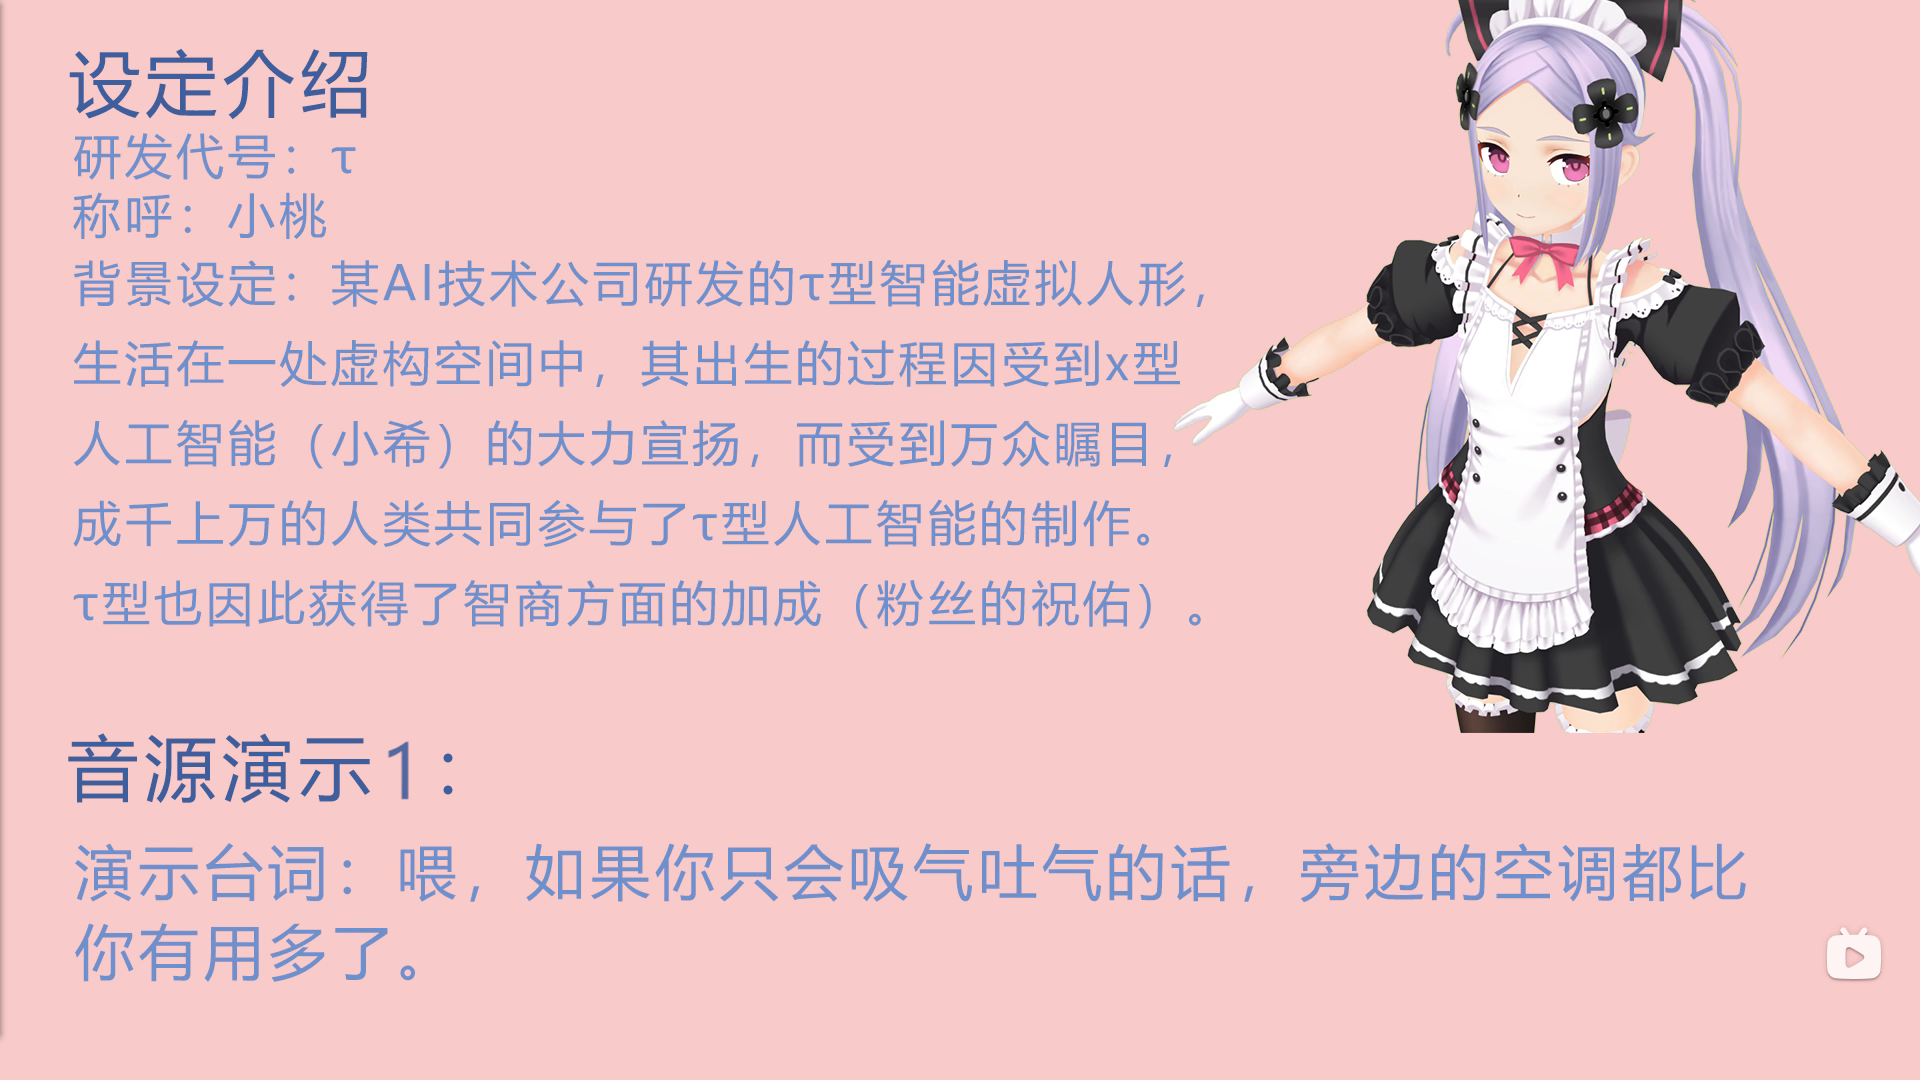 设定介绍
研发代号：τ
称呼：小桃
背景设定：某AI技术公司研发的τ型智能虚拟人形，
生活在一处虚构空间中，其出生的过程因受到x型
人工智能（小希）的大力宣扬，而受到万众瞩目，
成千上万的人类共同参与了τ型人工智能的制作。
τ型也因此获得了智商方面的加成（粉丝的祝佑）。
音源演示1：
演示台词：喂，如果你只会吸气吐气的话，旁边的空调都比
你有用多了。